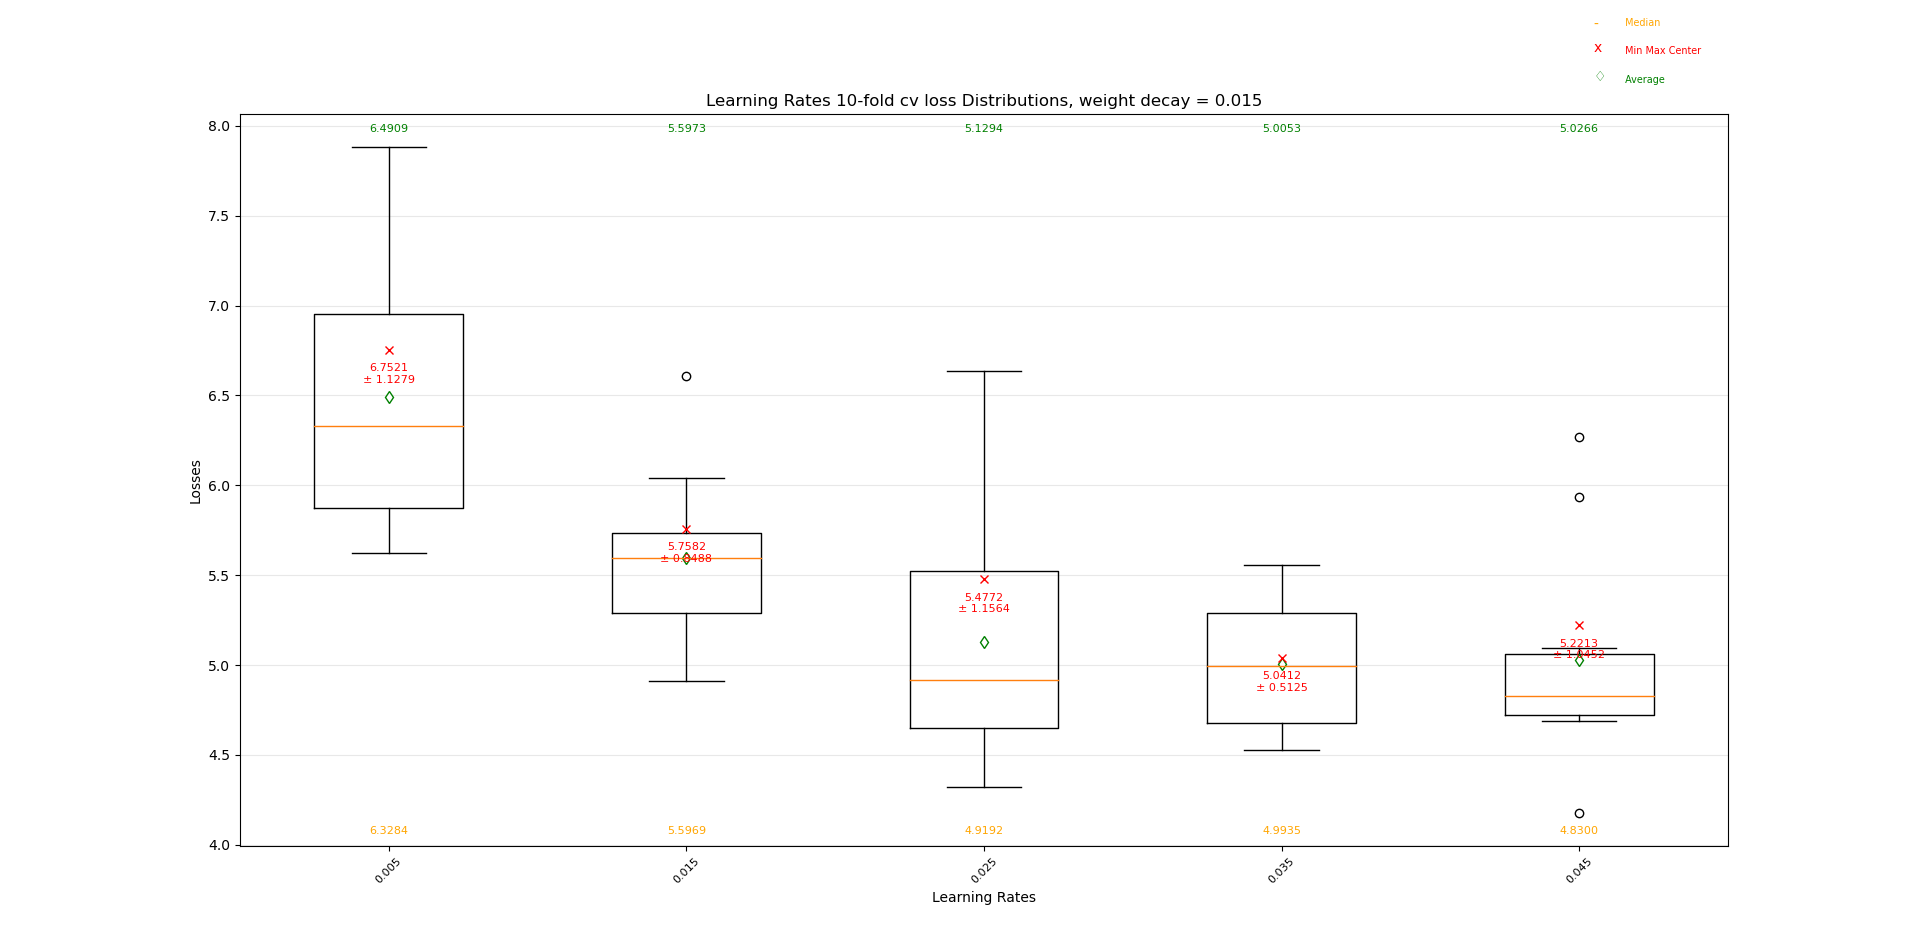 Median
x Min Max Center
Average
Learning Rates 10-fold cv loss Distributions, weight decay = 0.015
8.0
7.5
7.0
6.5
6.0
5.5
5.0
4.5
4.0
Losses
6.4909 5.5973 5.1294 5.0053 5.0266
6.7521
± 1.1279
5.7582
± 0.8488
5.4772
± 1.1564
5.0412
± 0.5125
5.2213
± 1.0452
6.3284 5.5969 4.9192 4.9935 4.8300
0.005 0.015 0.025 0.035 0.045
Learning Rates